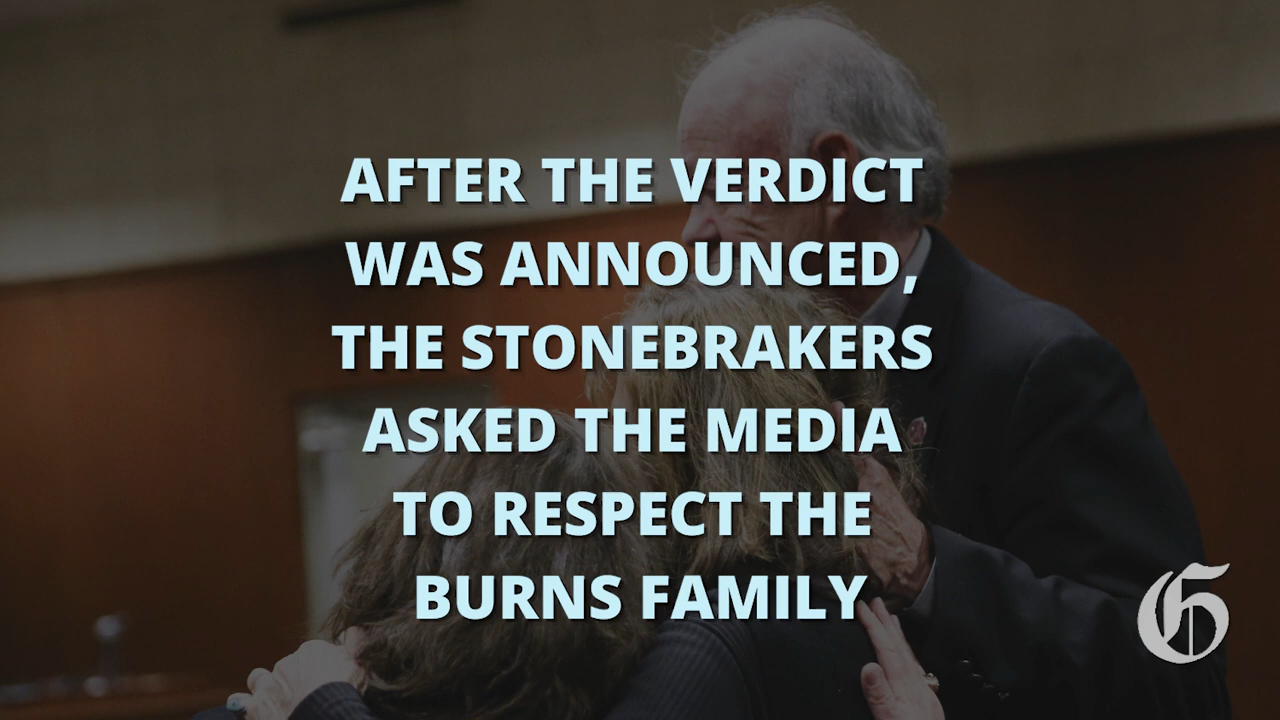 AFTER THE VERDICT
WAS ANNOUNCED,
THE STONEBRAKERS
ASKED THE MEDIA
TO RESPECT THE
BURNS FAMILY
G